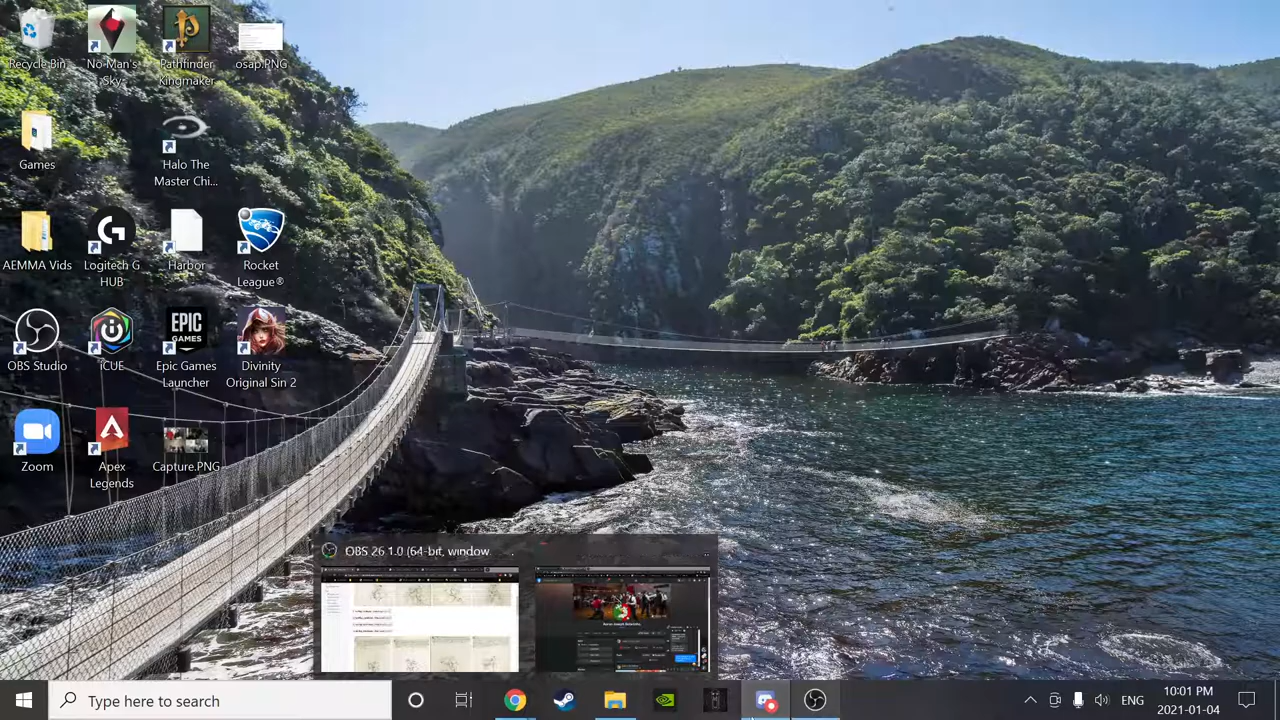 Recycle Bin
No Man's
Sky
Pathfinder
Kingmaker
osap.PNG
Games
Halo The
Master Chi...
AEMMA Vids
Logitech G
HUB
Harbor
Rocket
League®
OBS Studio
iCUE
EPIC
GAMES
Epic Games
Launcher
Divinity
Original Sin 2
Zoom
Apex
Legends
Capture.PNG
OBS 26.1.0 (64-bit, window
Type here to search
ENG
10:01 PM
2021-01-04